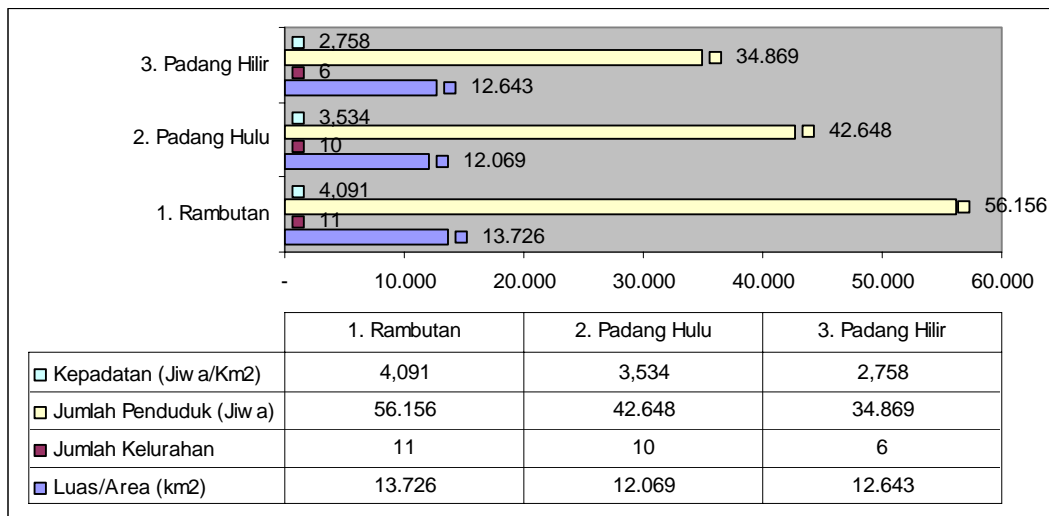 2,758
34.869
3. Padang Hilir
6
12.643
3,534
42.648
2. Padang Hulu
10
12.069
4,091
56.156
1. Rambutan
11
13.726
- 10.000 20.000 30.000 40.000 50.000 60.000
1. Rambutan 2. Padang Hulu 3. Padang Hilir
Kepadatan (Jiwa/Km2) 4,091 3,534 2,758
Jumlah Penduduk (Jiwa) 56.156 42.648 34.869
Jumlah Kelurahan 11 10 6
Luas/Area (km2) 13.726 12.069 12.643